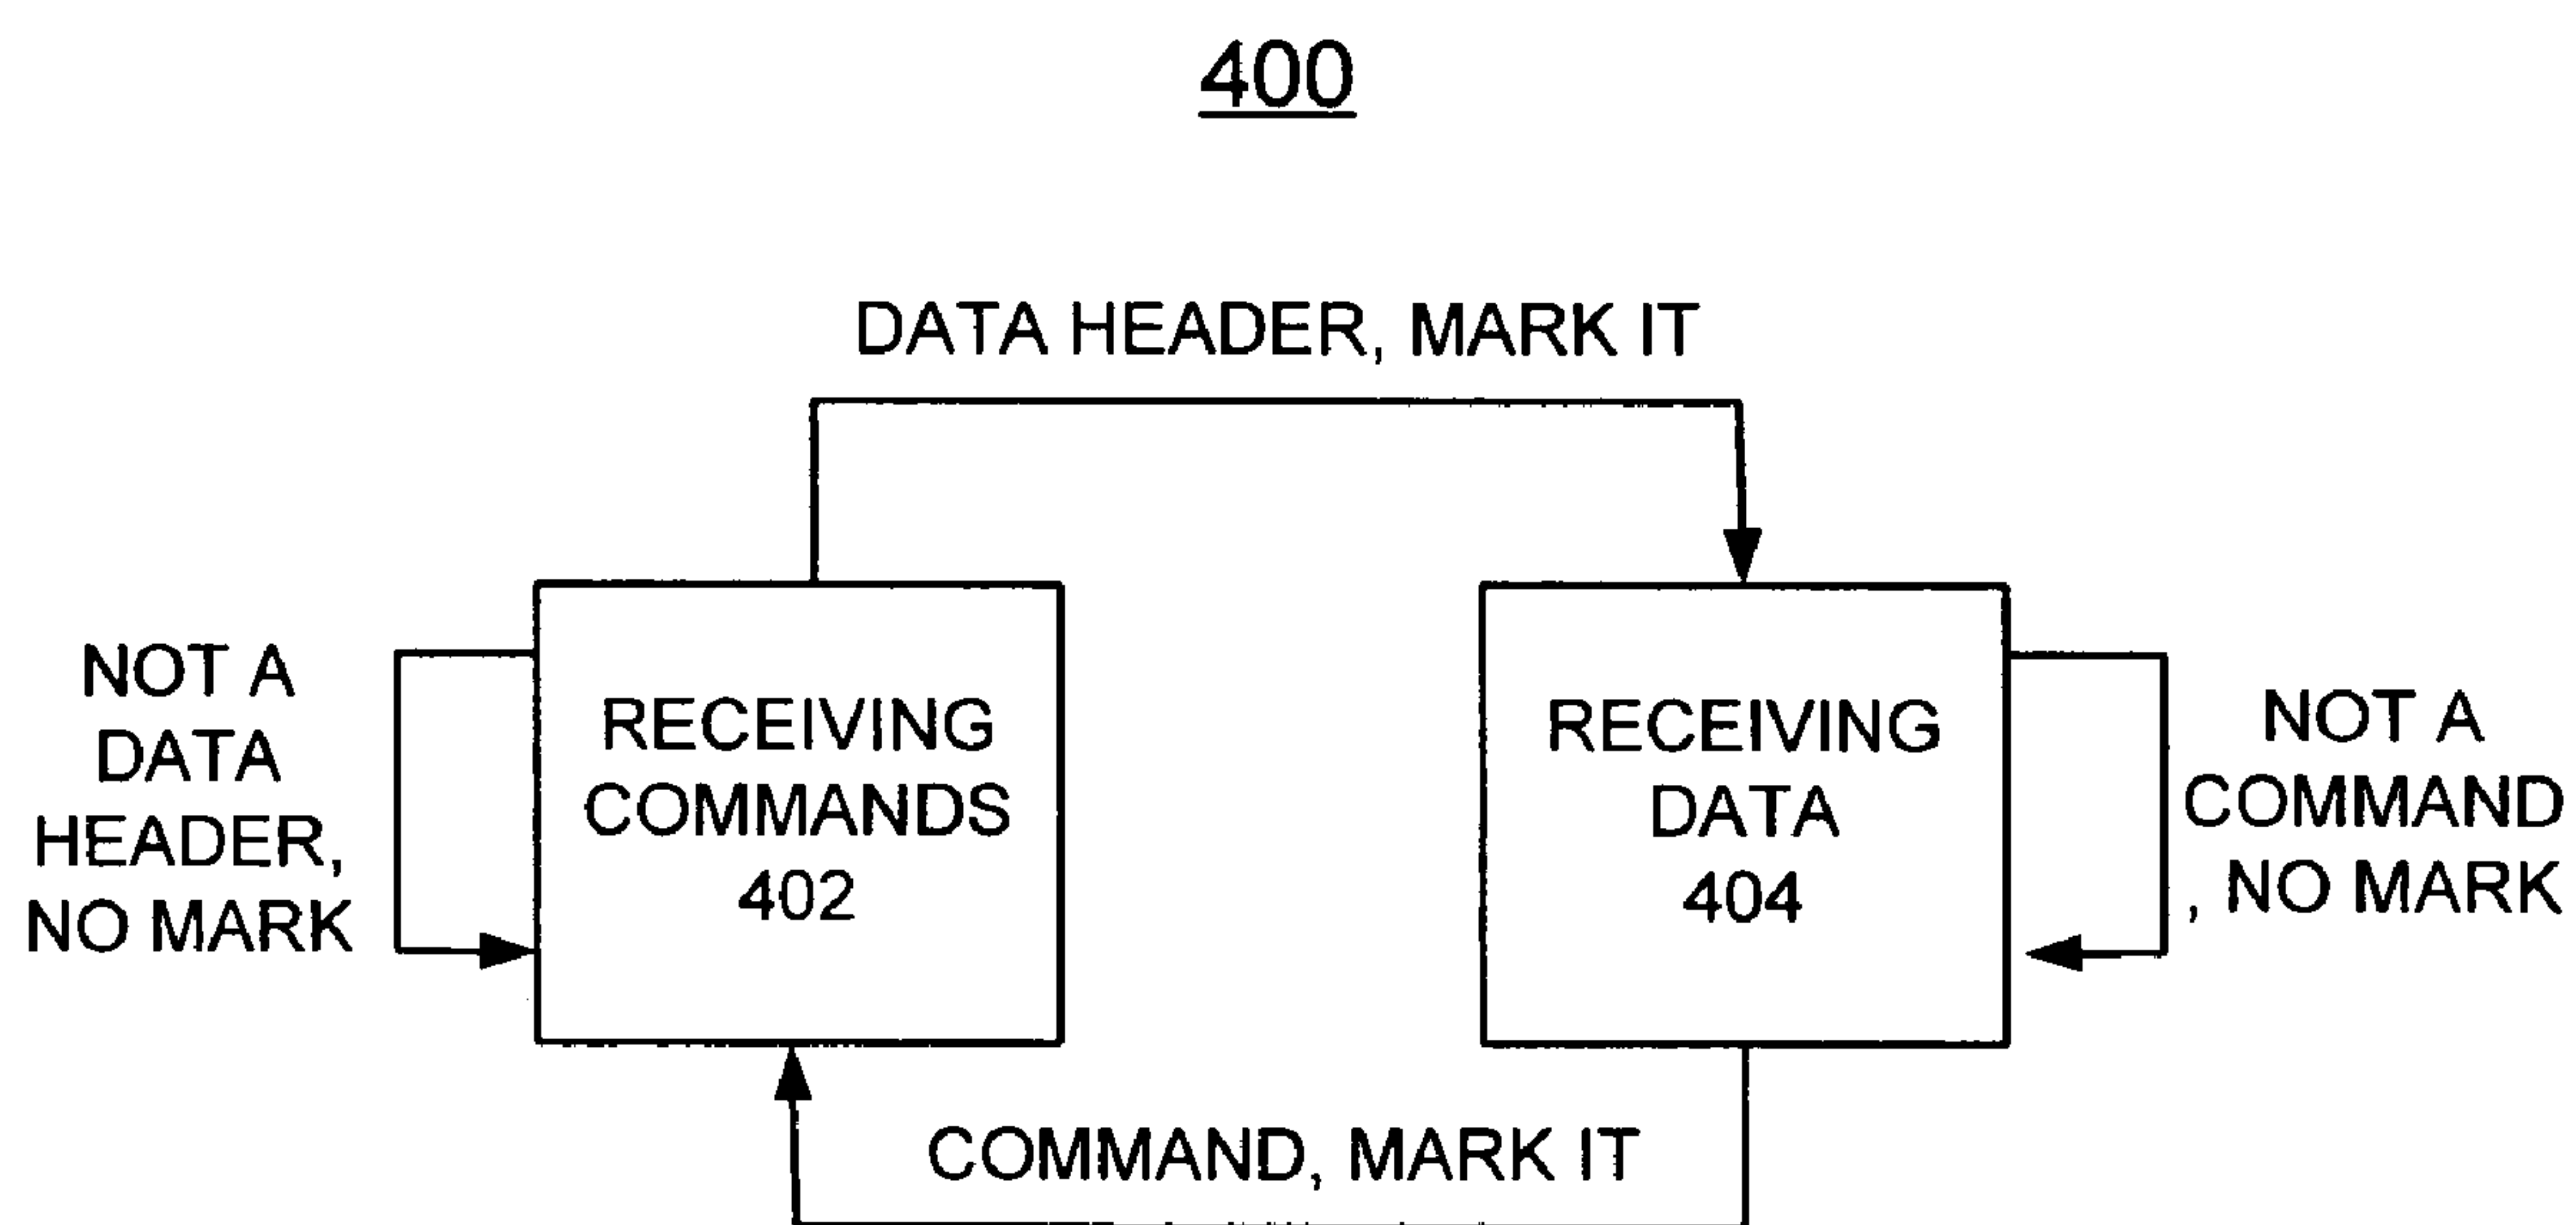 400
DATA HEADER, MARK IT
NOT A
DATA
HEADER,
NO MARK
RECEIVING
COMMANDS
402
RECEIVING
DATA
404
NOT A
COMMAND
, NO MARK
COMMAND, MARK IT